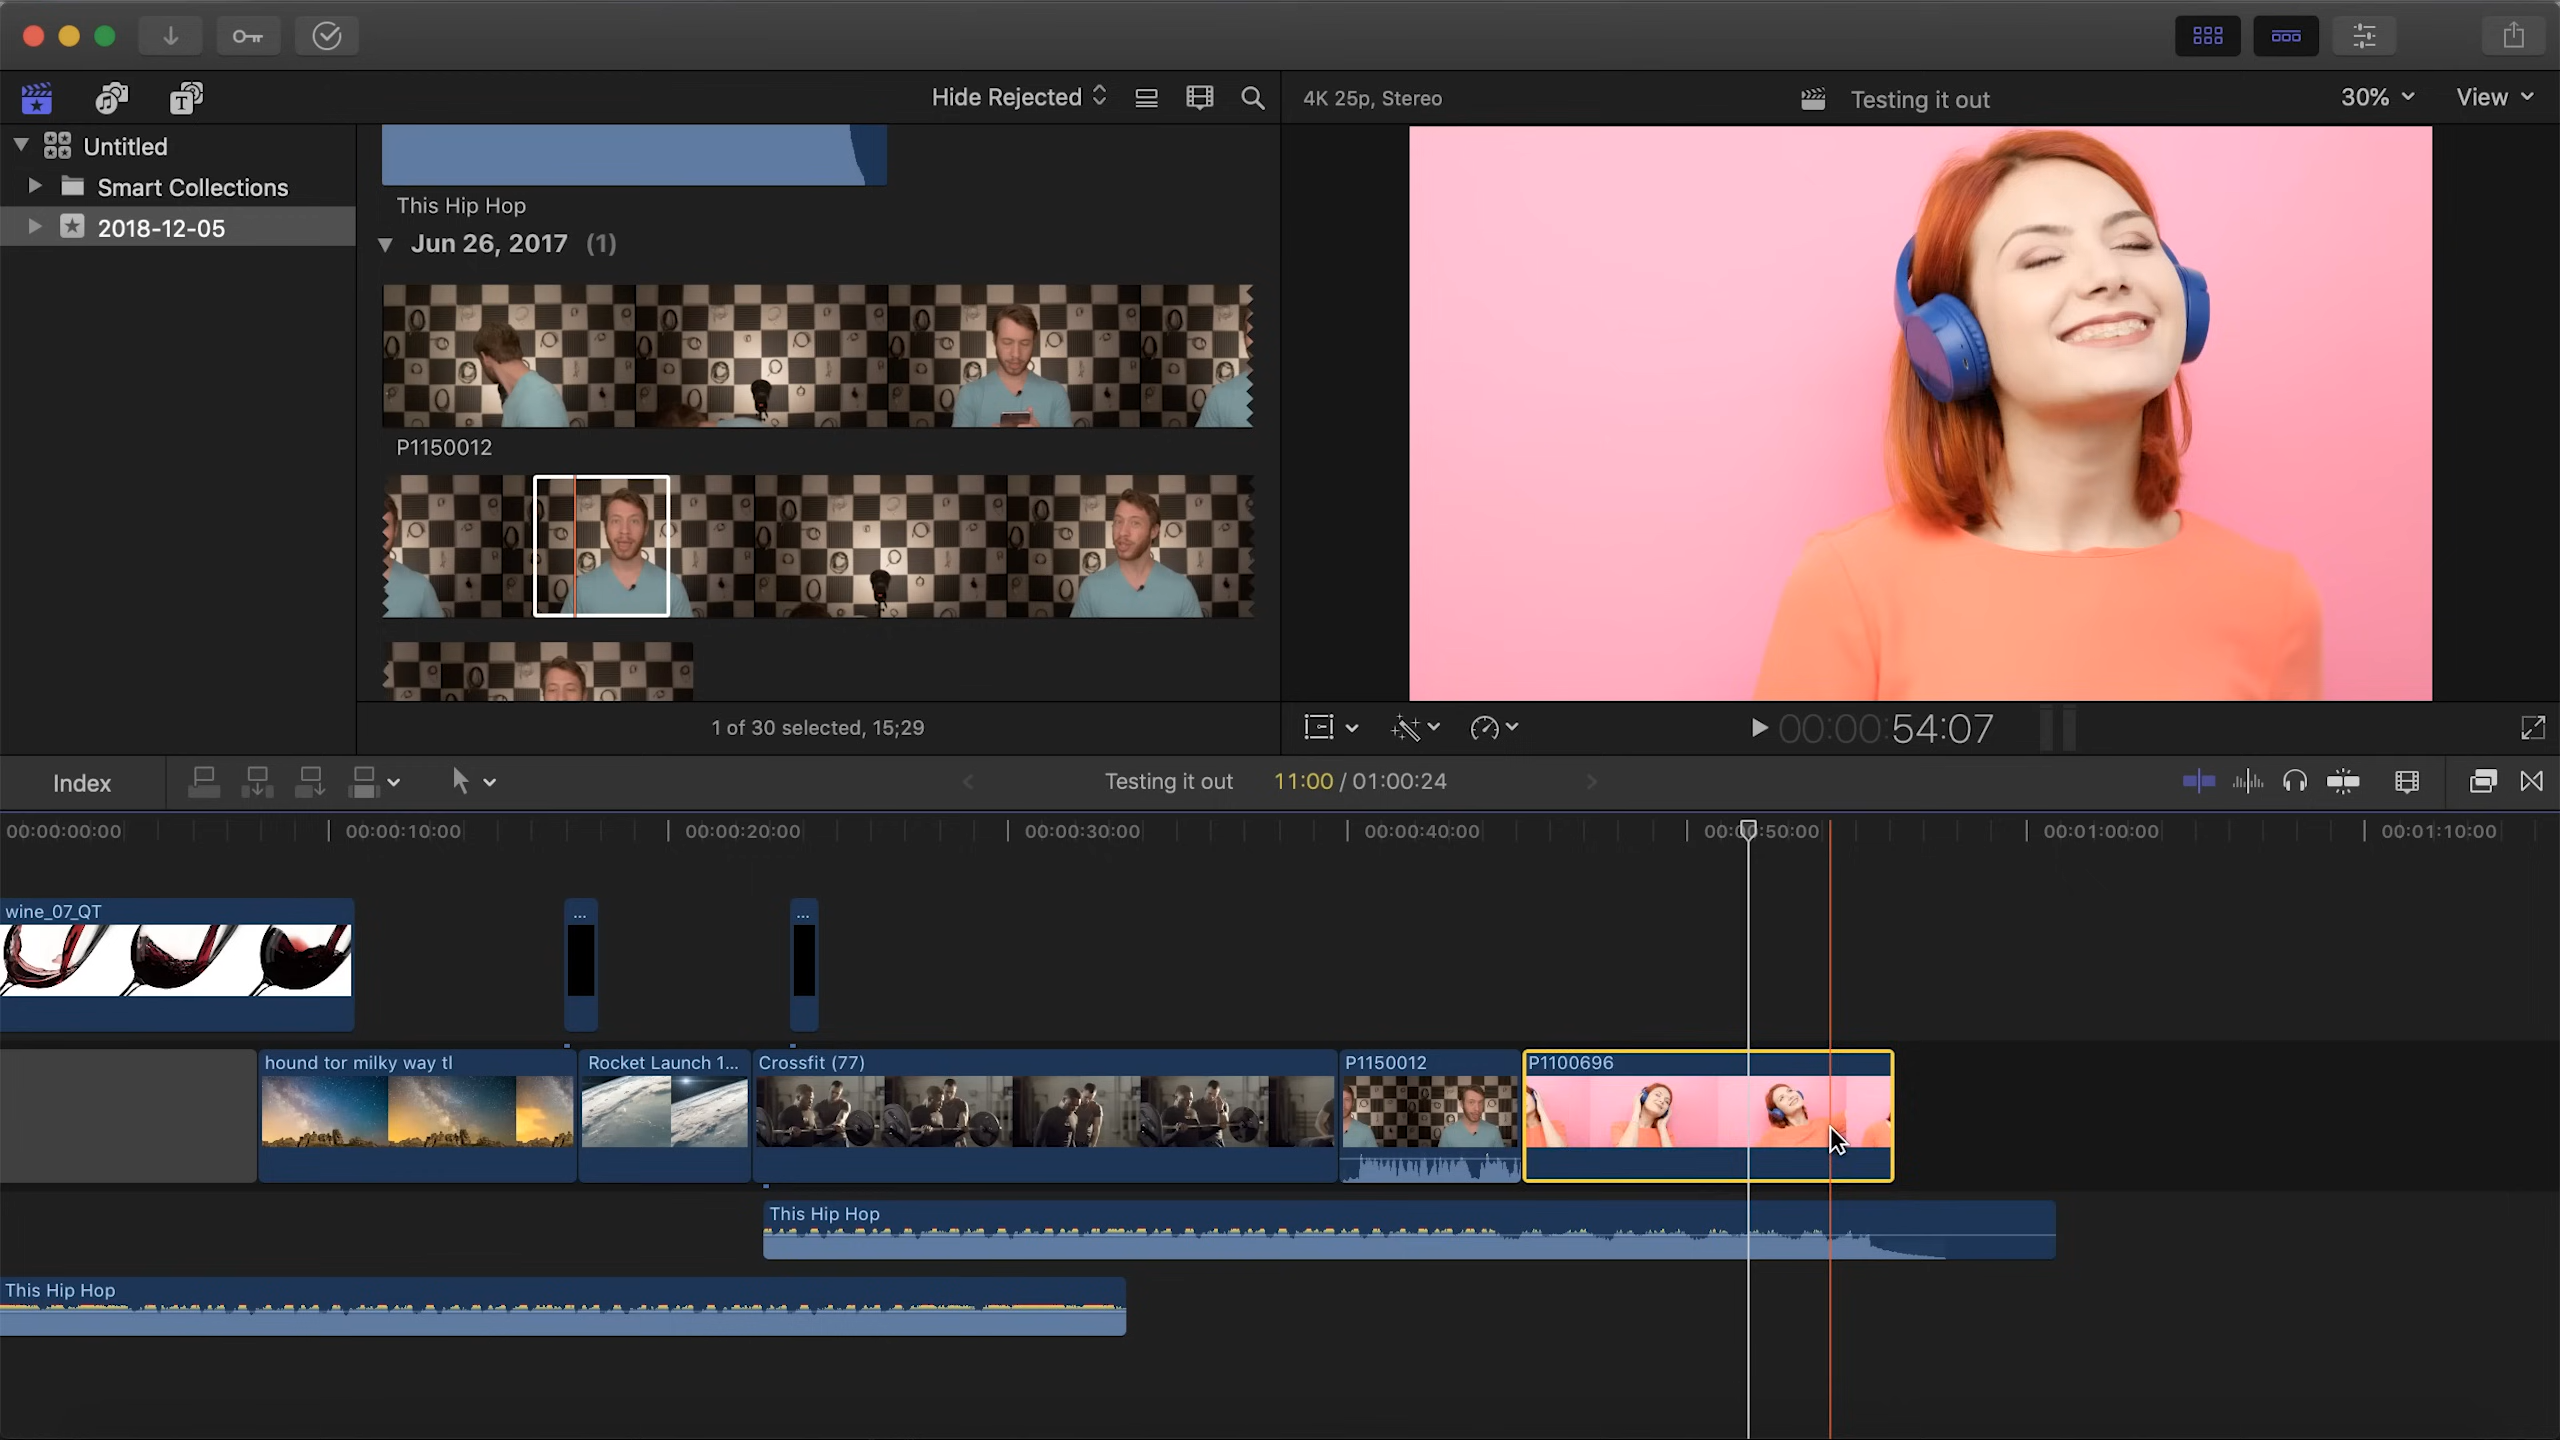 Hide Rejected
4K 25p, Stereo
Testing it out
30%
View
Untitled
Smart Collections
2018-12-05
This Hip Hop
Jun 26, 2017 (1)
P1150012
1 of 30 selected, 15;29
00:00:54:07
Index
Testing it out
11:00 / 01:00:24
00:00:00:00
00:00:10:00
00:00:20:00
00:00:30:00
00:00:40:00
00:00:50:00
00:01:00:00
00:01:10:00
wine_07_QT
...
...
hound tor milky way tl
Rocket Launch 1...
Crossfit (77)
P1150012
P1100696
This Hip Hop
This Hip Hop